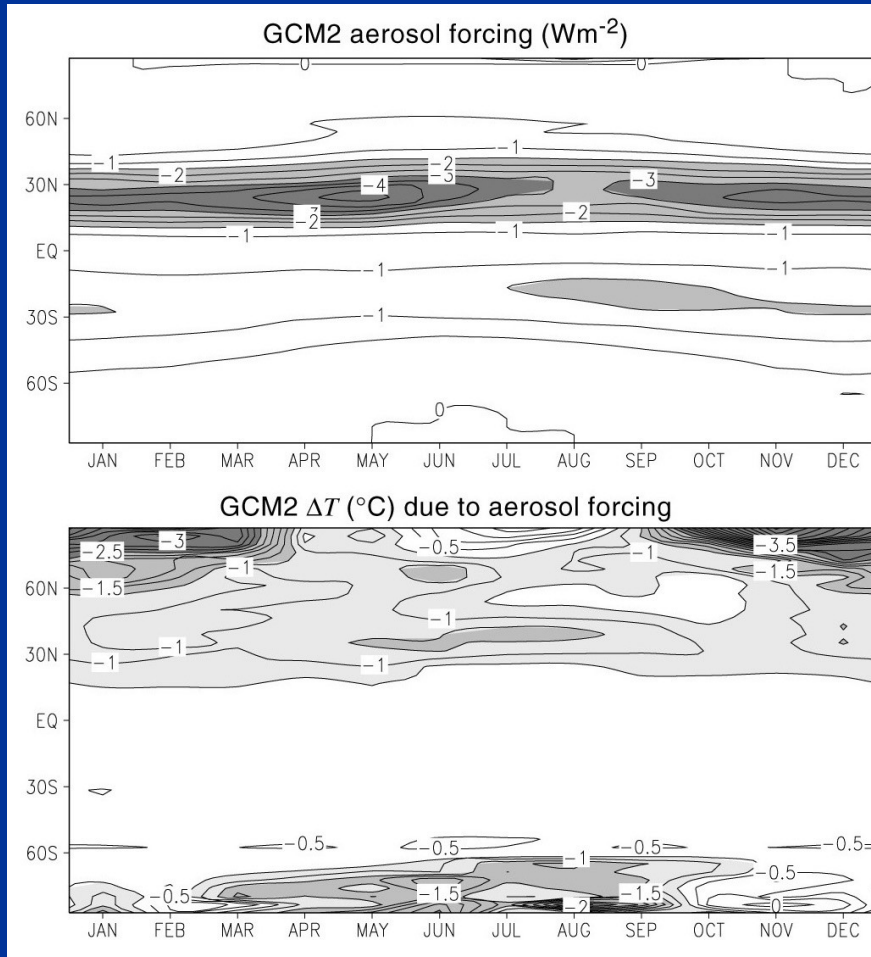 GCM2 aerosol forcing (Wm⁻²)
0 0
60N
−1 −2 −1
−2 −3
30N −4 −3
−3
−2 −2
−1 −1 −1
EQ
−1 −1
30S −1
60S
0
JAN FEB MAR APR MAY JUN JUL AUG SEP OCT NOV DEC
GCM2 ΔT (°C) due to aerosol forcing
−3 −3.5
−2.5 −0.5 −1
−1 −1.5
60N −1.5
−1
−1
30N
−1 −1
EQ
30S
−0.5 −0.5 −0.5 −0.5 −0.5
60S
−1
−0.5
−1.5 −1.5
−0.5 −2 0
JAN FEB MAR APR MAY JUN JUL AUG SEP OCT NOV DEC